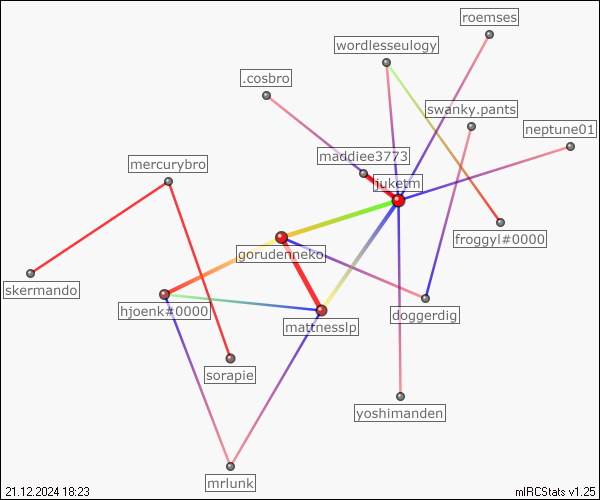 roemses
wordlesseulogy
.cosbro
swanky.pants
neptune01
maddiee3773
mercurybro
juketm
froggyl#0000
gorudenneko
skermando
hjoenk#0000
doggerdig
mattnesslp
sorapie
yoshimanden
mrlunk
21.12.2024 18:23
mIRCStats v1.25